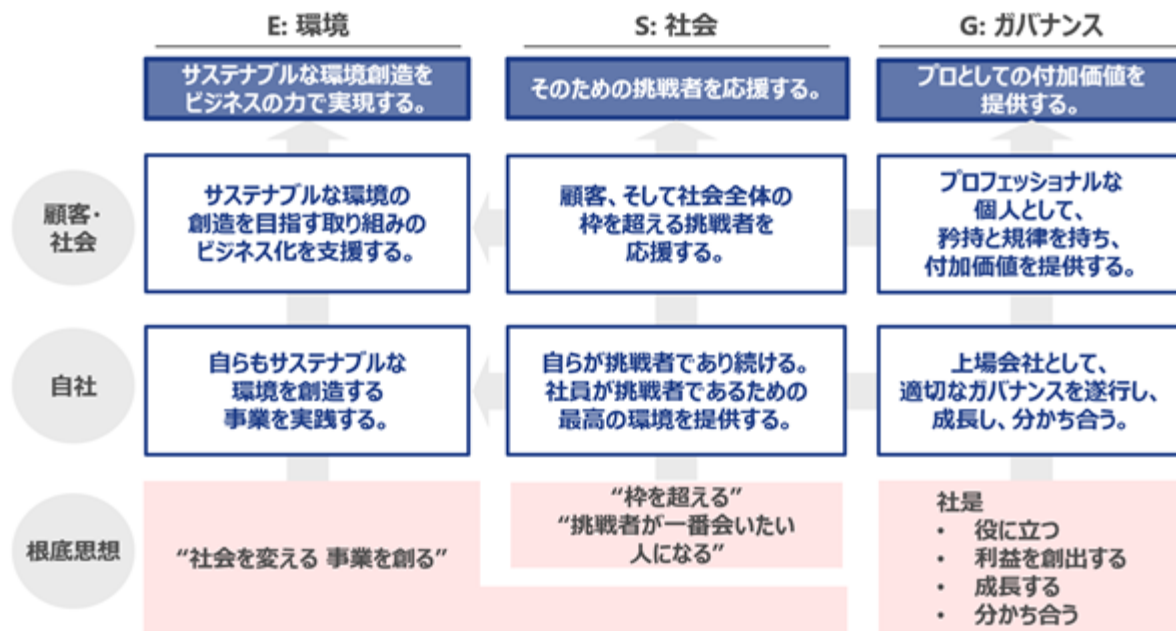 E: 環境
S: 社会
G: ガバナンス
サステナブルな環境創造を
ビジネスの力で実現する。
そのための挑戦者を応援する。
プロとしての付加価値を
提供する。
顧客・
社会
サステナブルな環境の
創造を目指す取り組みの
ビジネス化を支援する。
顧客、そして社会全体の
枠を超える挑戦者を
応援する。
プロフェッショナルな
個人として、
矜持と規律を持ち、
付加価値を提供する。
自社
自らもサステナブルな
環境を創造する
事業を実践する。
自らが挑戦者であり続ける。
社員が挑戦者であるための
最高の環境を提供する。
上場会社として、
適切なガバナンスを遂行し、
成長し、分かち合う。
根底思想
“社会を変える 事業を創る”
“枠を超える”
“挑戦者が一番会いたい
人になる”
社是
• 役に立つ
• 利益を創出する
• 成長する
• 分かち合う